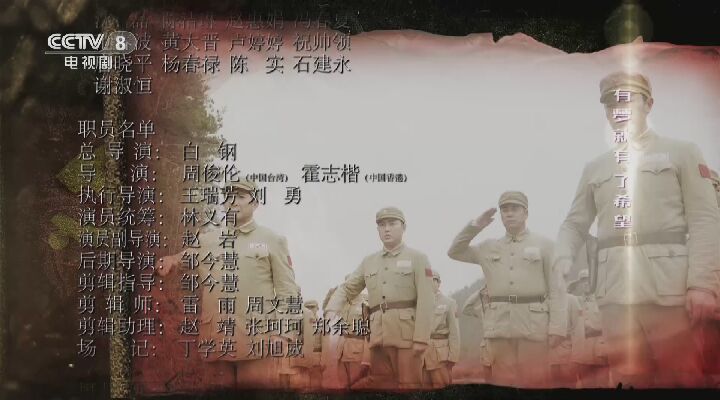 CCTV 8
电视剧
黄大晋 卢婷婷 祝帅领
晓平 杨春禄 陈 实 石建永
谢淑恒
职员名单
总 导 演： 白 钢
导 演： 周俊伦（中国台湾） 霍志楷（中国香港）
执行导演： 王瑞芳 刘 勇
演员统筹： 林义有
演员副导演： 赵 岩
后期导演： 邹今慧
剪辑指导： 邹今慧
剪 辑 师： 雷 雨 周文慧
剪辑助理： 赵 靖 张珂珂 郑余聪
场 记： 丁学英 刘旭威
有梦就有了希望